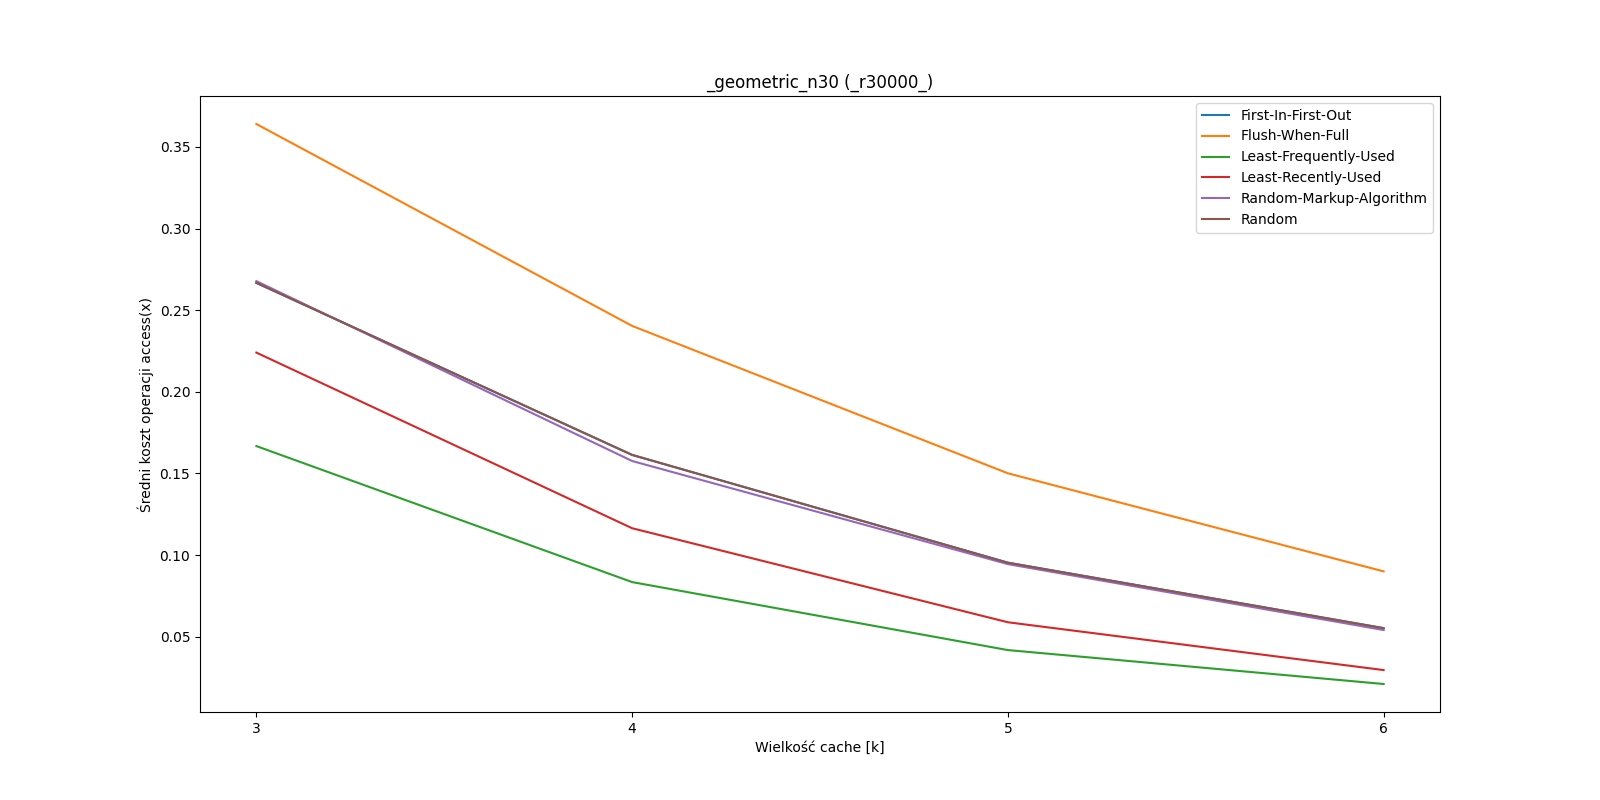 _geometric_n30 (_r30000_)
First-In-First-Out
Flush-When-Full
Least-Frequently-Used
Least-Recently-Used
Random-Markup-Algorithm
Random
Średni koszt operacji access(x)
0.35
0.30
0.25
0.20
0.15
0.10
0.05
3 4 5 6
Wielkość cache [k]